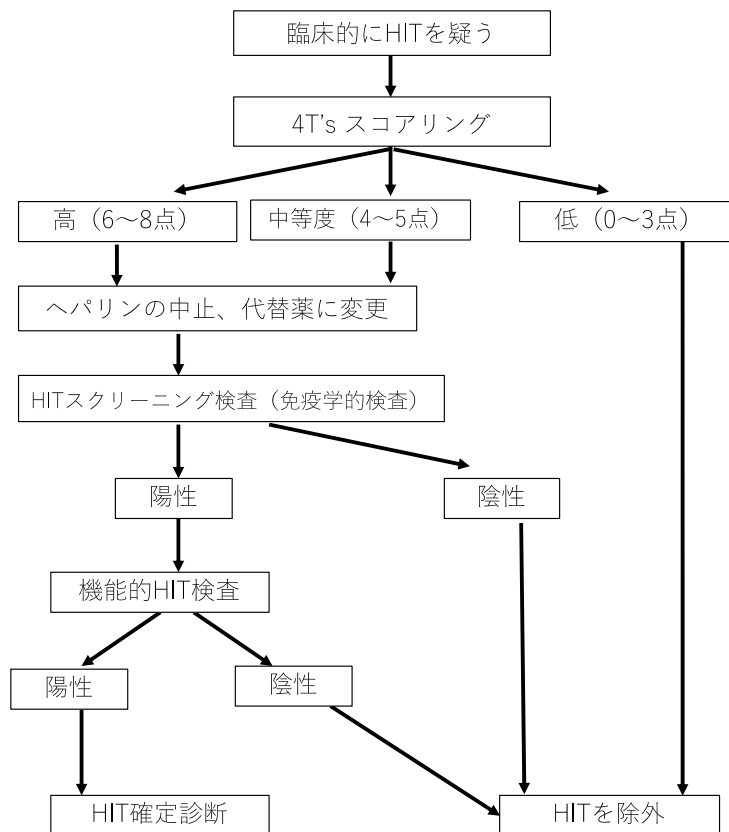 臨床的にHITを疑う
4T's スコアリング
高（6～8点）
中等度（4～5点）
低（0～3点）
ヘパリンの中止、代替薬に変更
HITスクリーニング検査（免疫学的検査）
陽性
陰性
機能的HIT検査
陽性
陰性
HIT確定診断
HITを除外